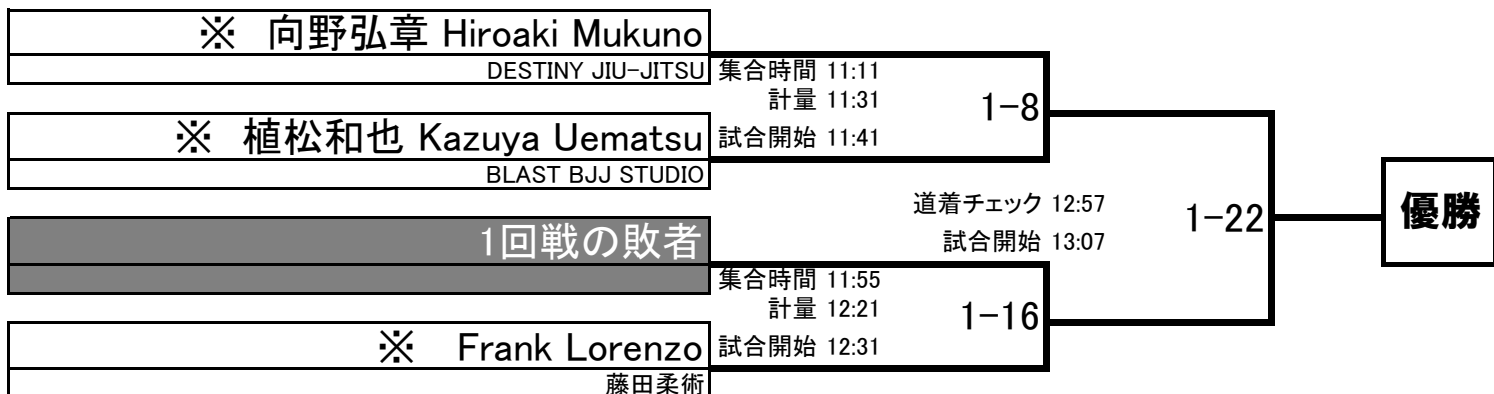 ※ 向野弘章 Hiroaki Mukuno
DESTINY JIU-JITSU
集合時間 11:11
計量 11:31
1-8
※ 植松和也 Kazuya Uematsu
試合開始 11:41
BLAST BJJ STUDIO
道着チェック 12:57
1-22
優勝
1回戦の敗者
試合開始 13:07
集合時間 11:55
計量 12:21
1-16
※ Frank Lorenzo
試合開始 12:31
藤田柔術